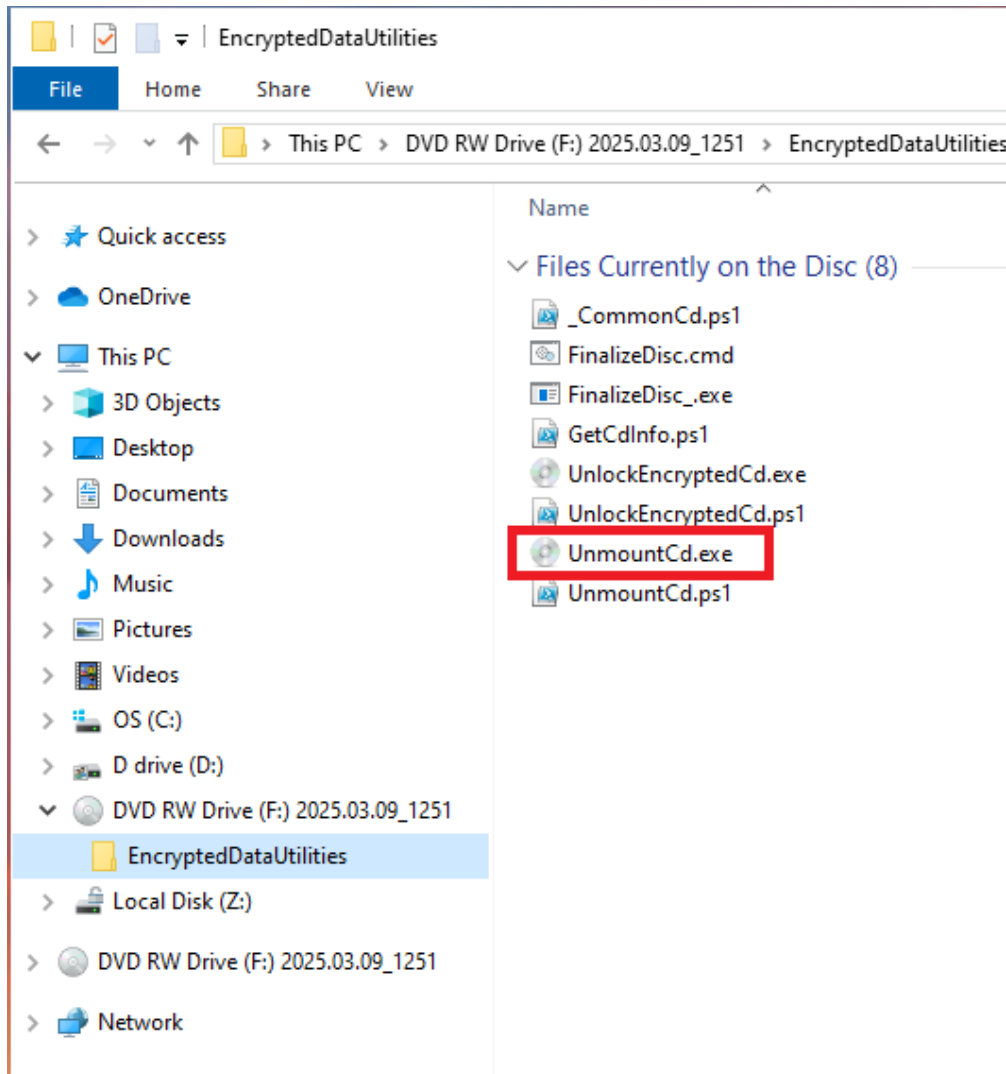 EncryptedDataUtilities
File Home Share View
This PC DVD RW Drive (F:) 2025.03.09_1251 EncryptedDataUtilities
Quick access
OneDrive
This PC
3D Objects
Desktop
Documents
Downloads
Music
Pictures
Videos
OS (C:)
D drive (D:)
DVD RW Drive (F:) 2025.03.09_1251
EncryptedDataUtilities
Local Disk (Z:)
DVD RW Drive (F:) 2025.03.09_1251
Network
Name
Files Currently on the Disc (8)
_CommonCd.ps1
FinalizeDisc.cmd
FinalizeDisc_.exe
GetCdInfo.ps1
UnlockEncryptedCd.exe
UnlockEncryptedCd.ps1
UnmountCd.exe
UnmountCd.ps1